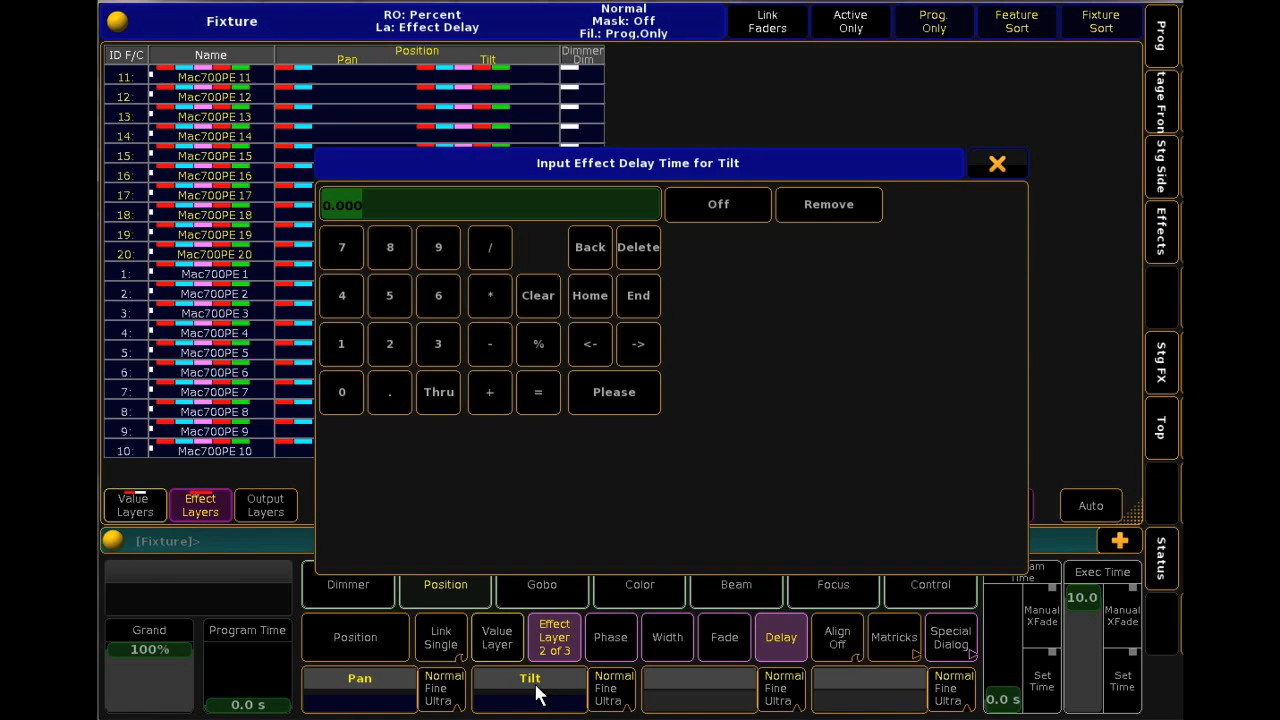 Fixture
RO: Percent
La: Effect Delay
Normal
Mask: Off
Fil.: Prog.Only
Link
Faders
Active
Only
Prog.
Only
Feature
Sort
Fixture
Sort
Prog
tage Fron
Stg Side
Effects
Stg FX
Top
Status
ID F/C
Name
Position
Pan
Tilt
Dimmer
Dim
11: Mac700PE 11
12: Mac700PE 12
13: Mac700PE 13
14: Mac700PE 14
15: Mac700PE 15
16: Mac700PE 16
17: Mac700PE 17
18: Mac700PE 18
19: Mac700PE 19
20: Mac700PE 20
1: Mac700PE 1
2: Mac700PE 2
3: Mac700PE 3
4: Mac700PE 4
5: Mac700PE 5
6: Mac700PE 6
7: Mac700PE 7
8: Mac700PE 8
9: Mac700PE 9
10: Mac700PE 10
Input Effect Delay Time for Tilt
0.000
Off
Remove
7 8 9 / Back Delete
4 5 6 * Clear Home End
1 2 3 - % <- ->
0 . Thru + = Please
Value
Layers
Effect
Layers
Output
Layers
Auto
[Fixture]>
Dimmer
Position
Gobo
Color
Beam
Focus
Control
Time
Exec Time
Grand
100%
Program Time
0.0 s
Position
Link
Single
Value
Layer
Effect
Layer
2 of 3
Phase
Width
Fade
Delay
Align
Off
Matricks
Special
Dialog
Pan
Normal
Fine
Ultra
Tilt
Normal
Fine
Ultra
Normal
Fine
Ultra
Normal
Fine
Ultra
0.0 s
Manual
XFade
Set
Time
10.0
Manual
XFade
Set
Time